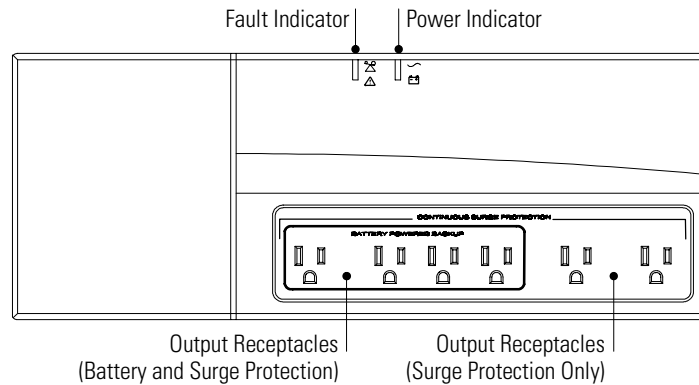 Fault Indicator
Power Indicator
CONTINUOUS SURGE PROTECTION
BATTERY POWERED BACKUP
Output Receptacles
(Battery and Surge Protection)
Output Receptacles
(Surge Protection Only)